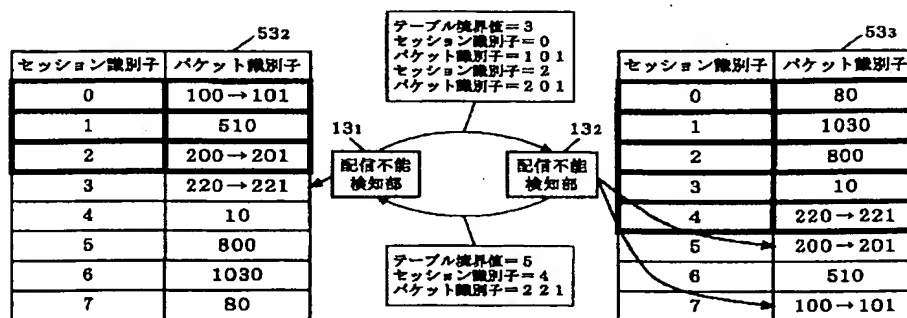 テーブル境界値=3
セッション識別子=0
パケット識別子=101
セッション識別子=2
パケット識別子=201
53₂
セッション識別子 パケット識別子
0 100→101
1 510
2 200→201
3 220→221
4 10
5 800
6 1030
7 80
13₁
配信不能
検知部
13₂
配信不能
検知部
テーブル境界値=5
セッション識別子=4
パケット識別子=221
53₃
セッション識別子 パケット識別子
0 80
1 1030
2 800
3 10
4 220→221
5 200→201
6 510
7 100→101